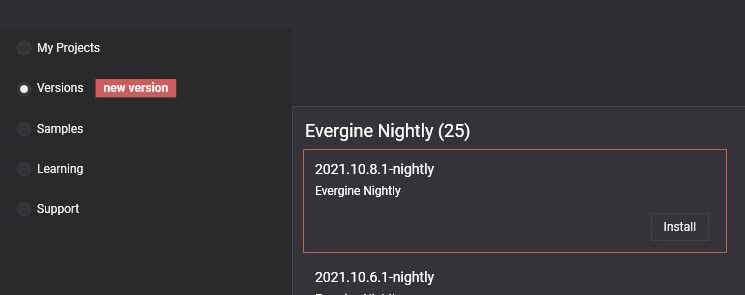 My Projects
Versions new version
Samples
Learning
Support
Evergine Nightly (25)
2021.10.8.1-nightly
Evergine Nightly
Install
2021.10.6.1-nightly